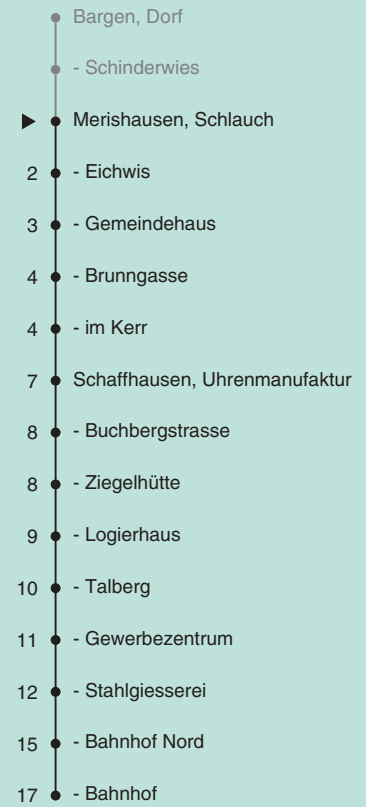 Bargen, Dorf
- Schinderwies
Merishausen, Schlauch
2 - Eichwis
3 - Gemeindehaus
4 - Brunngasse
4 - im Kerr
7 Schaffhausen, Uhrenmanufaktur
8 - Buchbergstrasse
8 - Ziegelhütte
9 - Logierhaus
10 - Talberg
11 - Gewerbezentrum
12 - Stahlgiesserei
15 - Bahnhof Nord
17 - Bahnhof